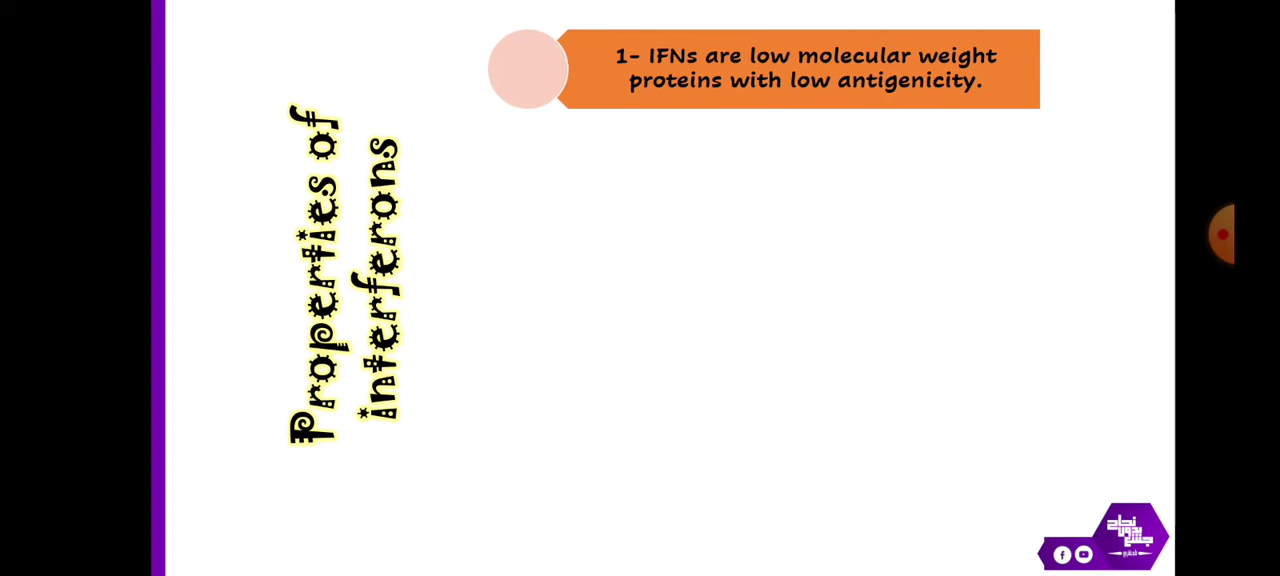 Properties of
interferons
1- IFNs are low molecular weight
proteins with low antigenicity.